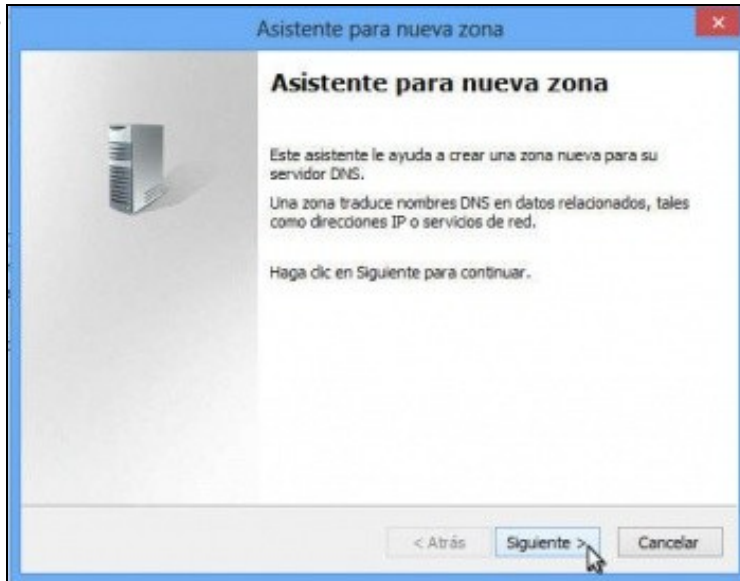 Asistente para nueva zona
Asistente para nueva zona
Este asistente le ayuda a crear una zona nueva para su
servidor DNS.
Una zona traduce nombres DNS en datos relacionados, tales
como direcciones IP o servicios de red.
Haga clic en Siguiente para continuar.
< Atrás Siguiente > Cancelar